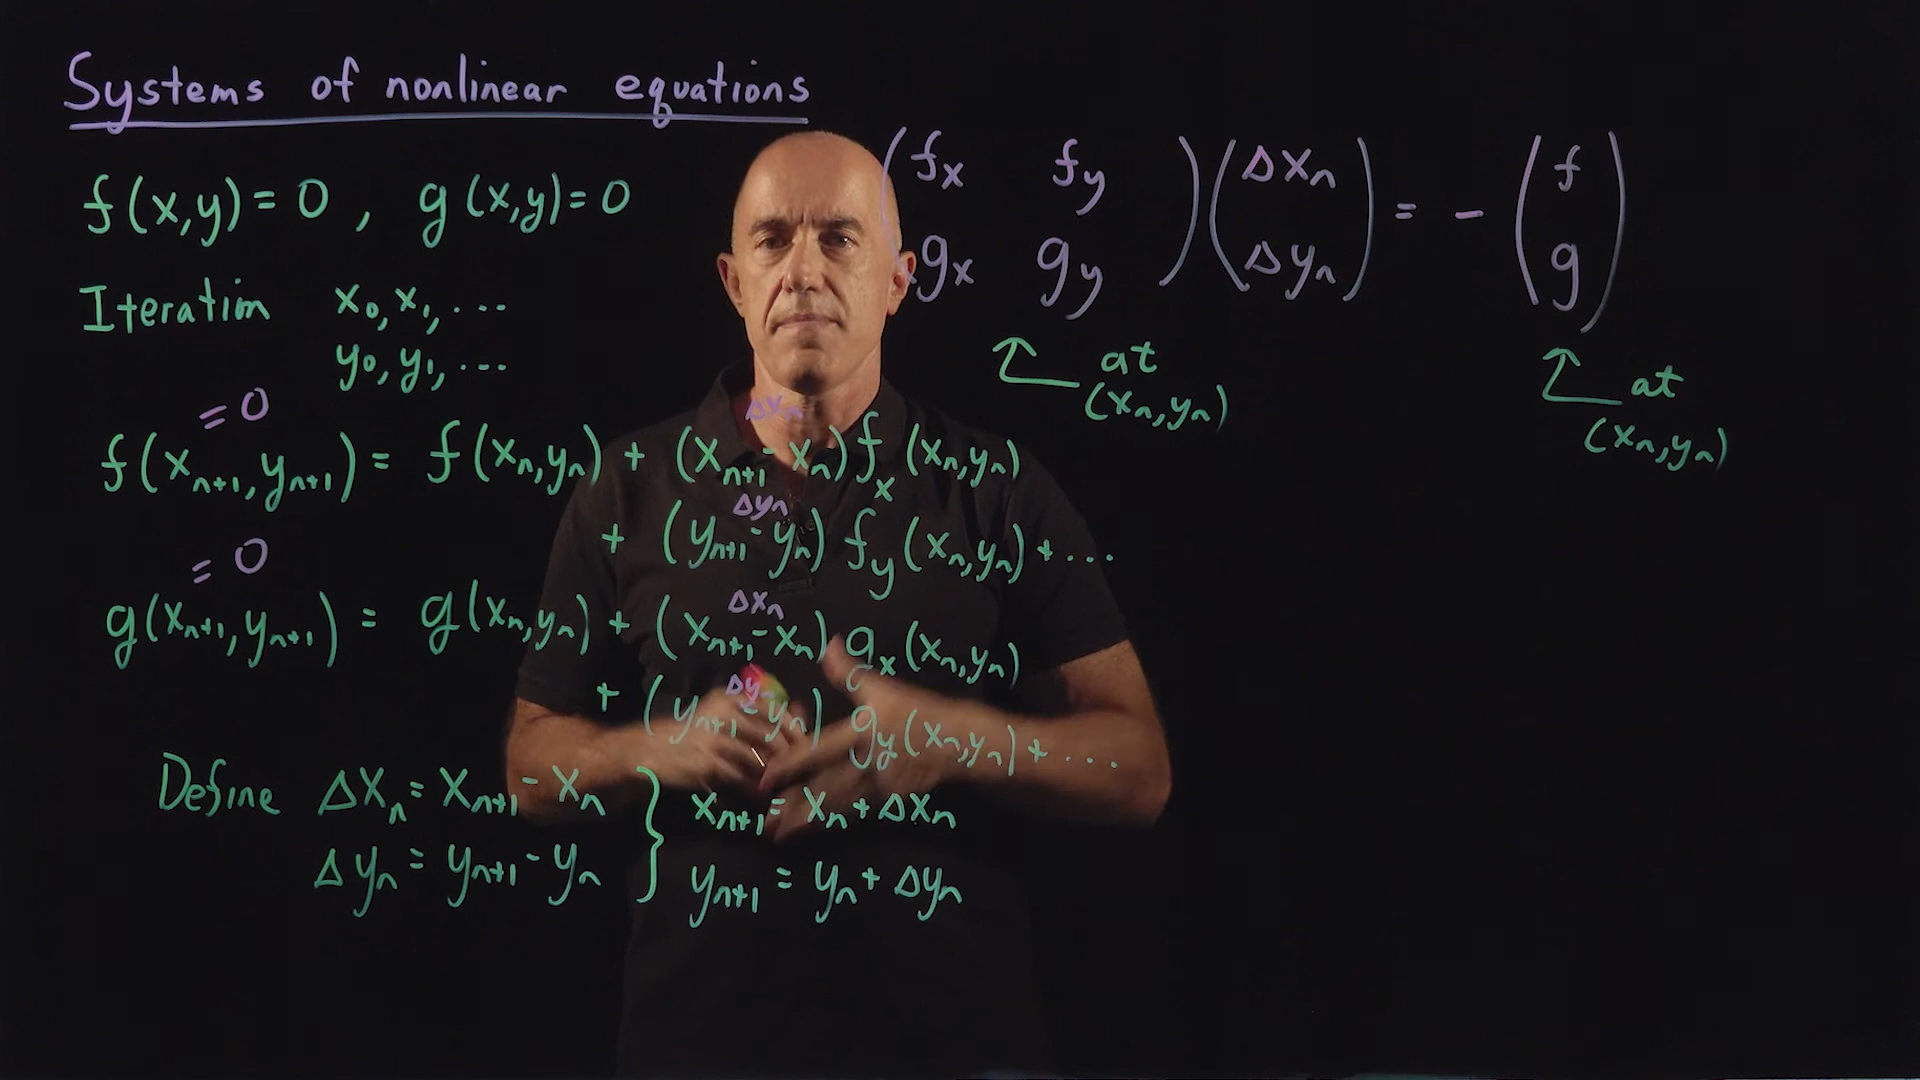 Systems of nonlinear equations
f(x,y)=0 , g(x,y)=0
Iteration x₀, x₁, ...
y₀, y₁, ...
=0
Δxₙ
f(xₙ₊₁, yₙ₊₁) = f(xₙ,yₙ) + (xₙ₊₁ - xₙ) fₓ (xₙ,yₙ)
Δyₙ
+ (yₙ₊₁ - yₙ) f_y (xₙ,yₙ) + ...
=0
Δxₙ
g(xₙ₊₁, yₙ₊₁) = g(xₙ,yₙ) + (xₙ₊₁ - xₙ) gₓ (xₙ,yₙ)
Δyₙ
+ (yₙ₊₁ - yₙ) g_y (xₙ,yₙ) + ...
Define Δxₙ = xₙ₊₁ - xₙ } xₙ₊₁ = xₙ + Δxₙ
Δyₙ = yₙ₊₁ - yₙ } yₙ₊₁ = yₙ + Δyₙ
( fₓ f_y ) ( Δxₙ ) = - ( f )
( gₓ g_y ) ( Δyₙ ) ( g )
↑ at
(xₙ,yₙ)
↑ at
(xₙ,yₙ)